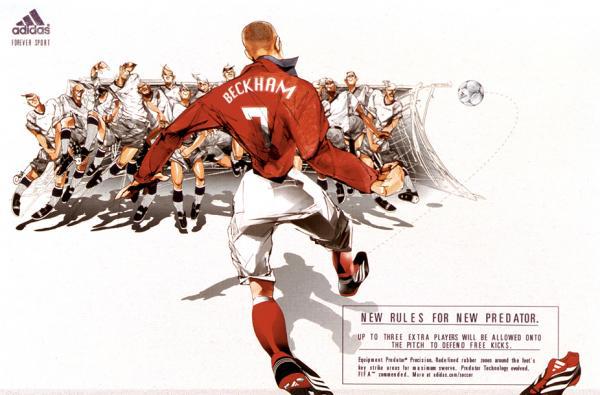 adidas
FOREVER SPORT
BECKHAM
7
NEW RULES FOR NEW PREDATOR.
UP TO THREE EXTRA PLAYERS WILL BE ALLOWED ONTO
THE PITCH TO DEFEND FREE KICKS.
Equipment Predator® Precision. Redefined rubber zones around the foot's
key strike areas for maximum swerve. Predator Technology evolved.
FIFA™ commended. More at adidas.com/soccer